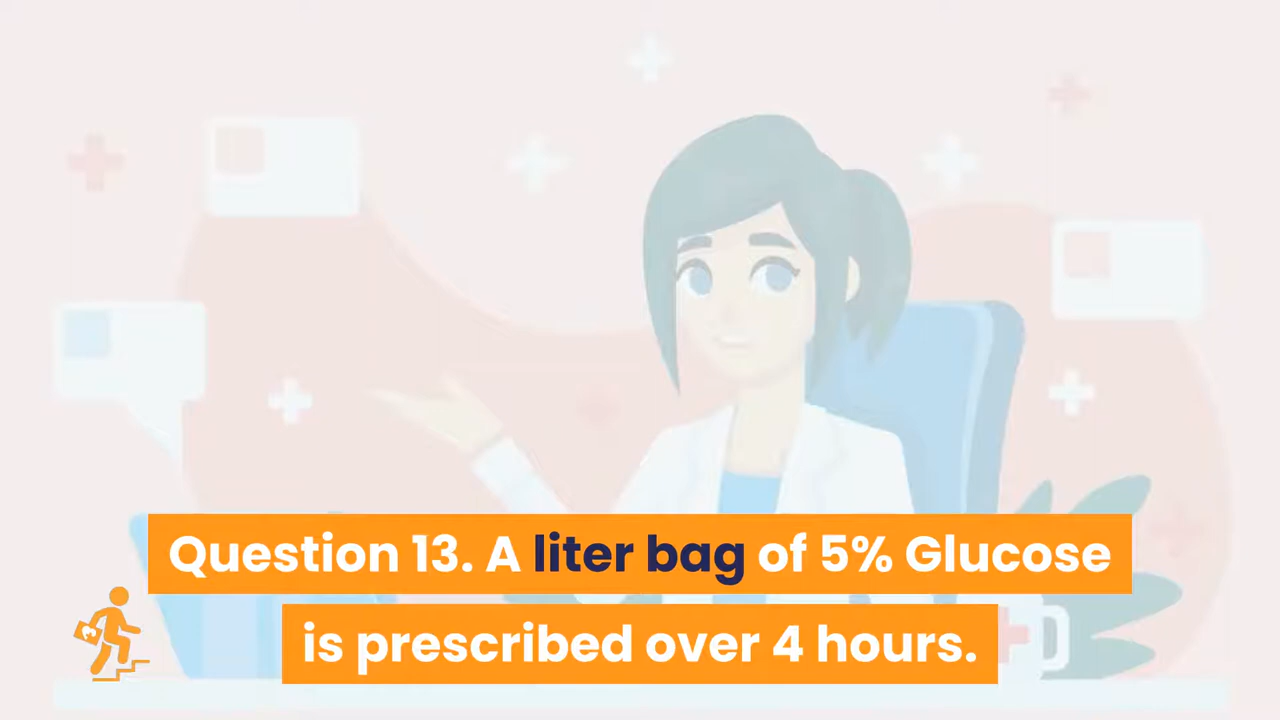 Question 13. A liter bag of 5% Glucose
is prescribed over 4 hours.